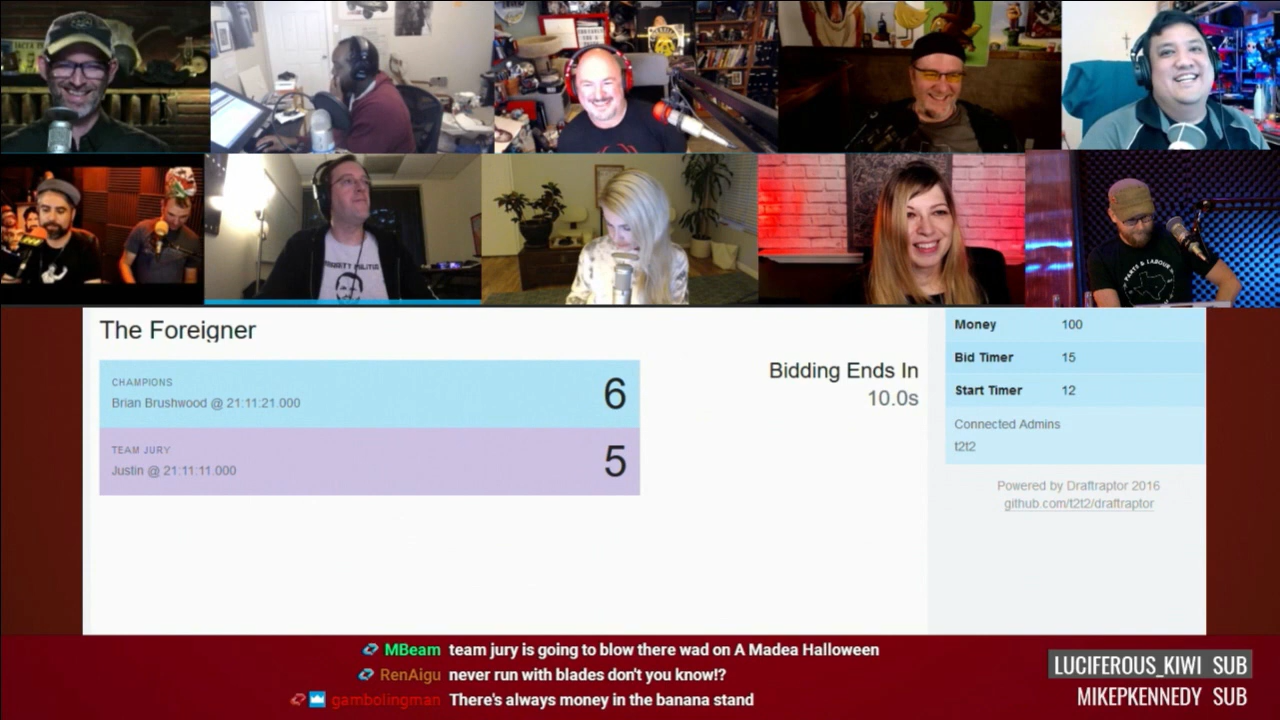 The Foreigner
CHAMPIONS
Brian Brushwood @ 21:11:21.000
6
TEAM JURY
Justin @ 21:11:11.000
5
Bidding Ends In
10.0s
Money 100
Bid Timer 15
Start Timer 12
Connected Admins
t2t2
Powered by Draftraptor 2016
github.com/t2t2/draftraptor
MBeam team jury is going to blow there wad on A Madea Halloween
RenAigu never run with blades don't you know!?
gambolingman There's always money in the banana stand
LUCIFEROUS_KIWI SUB
MIKEPKENNEDY SUB